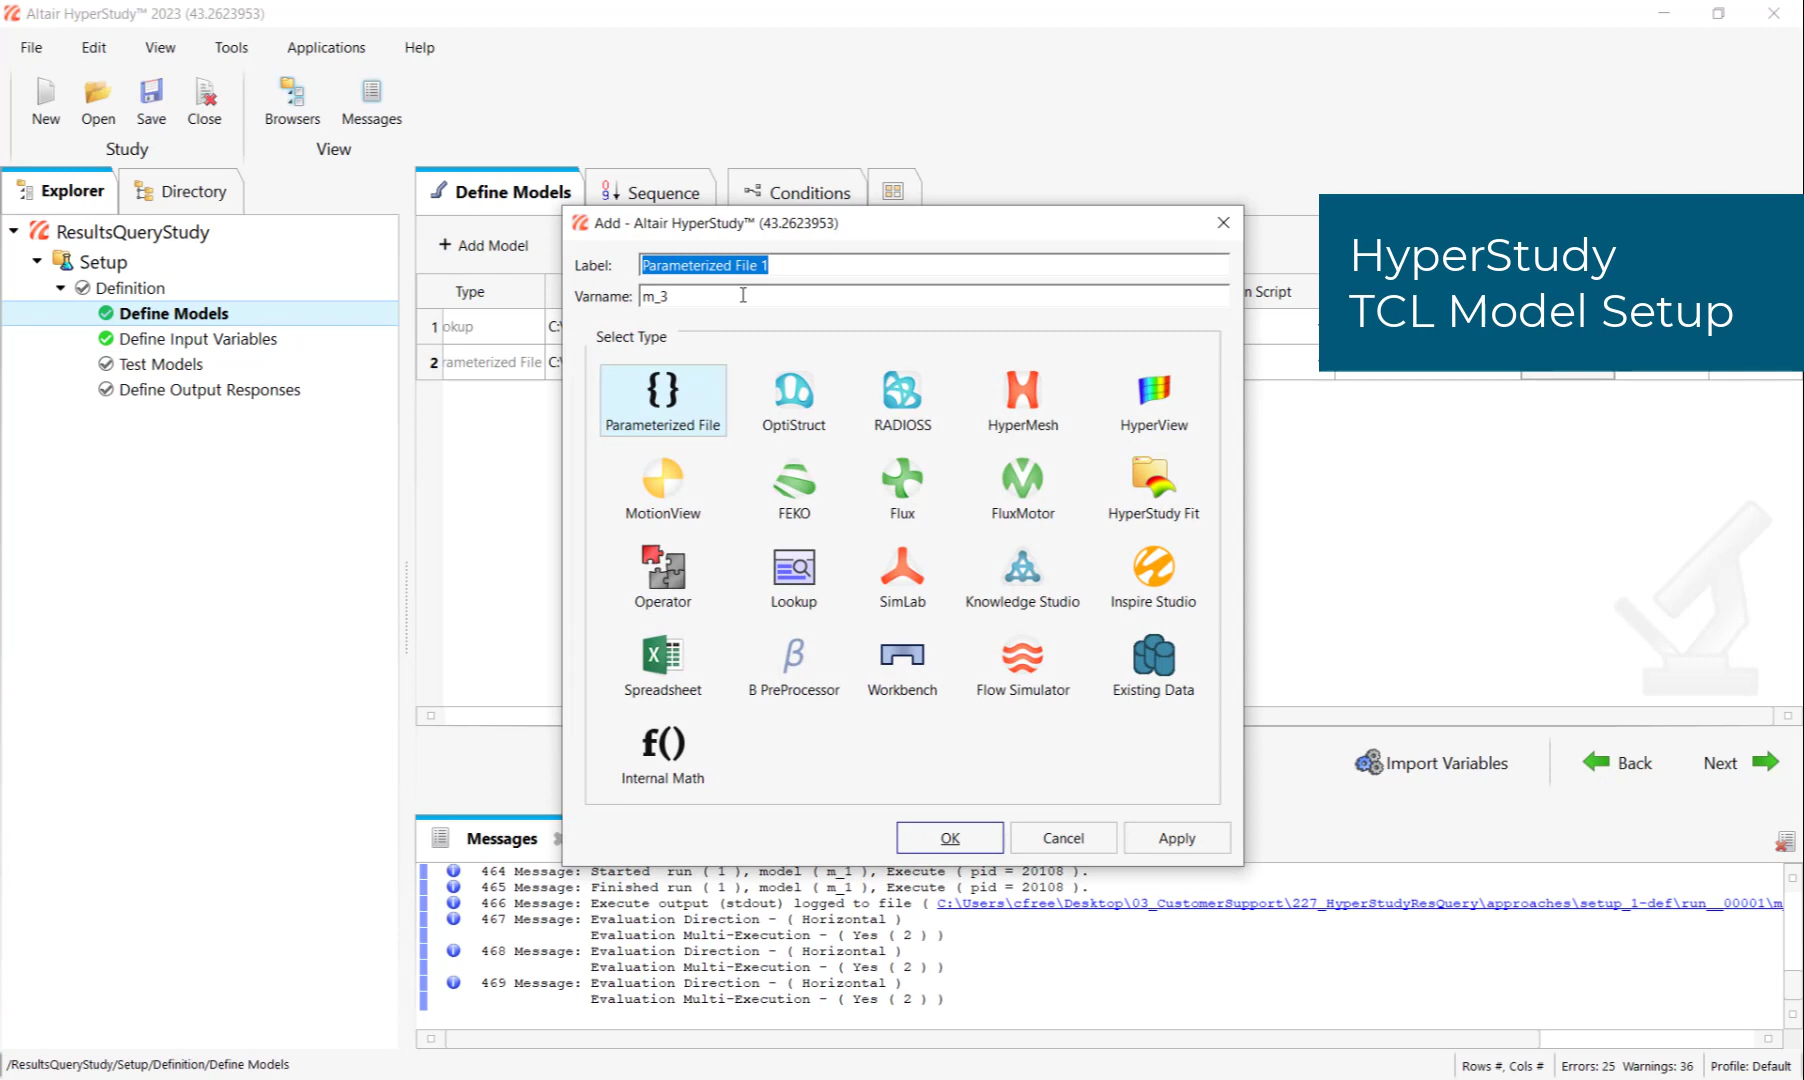 Altair HyperStudy™ 2023 (43.2623953)
File Edit View Tools Applications Help
New Open Save Close Browsers Messages
Study View
Explorer Directory
ResultsQueryStudy
Setup
Definition
Define Models
Define Input Variables
Test Models
Define Output Responses
Define Models Sequence Conditions
+ Add Model
Type
1 okup C:\
2 rameterized File C:\
n Script
Add - Altair HyperStudy™ (43.2623953)
Label: Parameterized File 1
Varname: m_3
Select Type
{} 
Parameterized File OptiStruct RADIOSS HyperMesh HyperView
MotionView FEKO Flux FluxMotor HyperStudy Fit
Operator Lookup SimLab Knowledge Studio Inspire Studio
β
Spreadsheet B PreProcessor Workbench Flow Simulator Existing Data
f()
Internal Math
OK Cancel Apply
HyperStudy
TCL Model Setup
Import Variables Back Next
Messages
464 Message: Started run ( 1 ), model ( m_1 ), Execute ( pid = 20108 ).
465 Message: Finished run ( 1 ), model ( m_1 ), Execute ( pid = 20108 ).
466 Message: Execute output (stdout) logged to file ( C:\Users\cfree\Desktop\03_CustomerSupport\227_HyperStudyResQuery\approaches\setup_1-def\run__00001\m
467 Message: Evaluation Direction - ( Horizontal )
Evaluation Multi-Execution - ( Yes ( 2 ) )
468 Message: Evaluation Direction - ( Horizontal )
Evaluation Multi-Execution - ( Yes ( 2 ) )
469 Message: Evaluation Direction - ( Horizontal )
Evaluation Multi-Execution - ( Yes ( 2 ) )
/ResultsQueryStudy/Setup/Definition/Define Models
Rows #, Cols # Errors: 25 Warnings: 36 Profile: Default